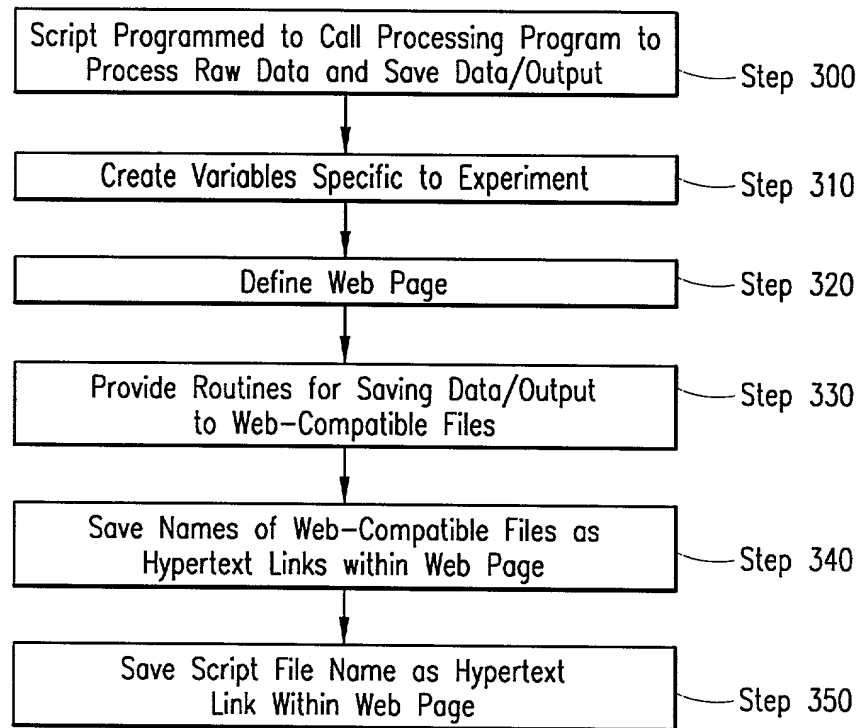 Script Programmed to Call Processing Program to
Process Raw Data and Save Data/Output
Step 300
Create Variables Specific to Experiment
Step 310
Define Web Page
Step 320
Provide Routines for Saving Data/Output
to Web-Compatible Files
Step 330
Save Names of Web-Compatible Files as
Hypertext Links within Web Page
Step 340
Save Script File Name as Hypertext
Link Within Web Page
Step 350